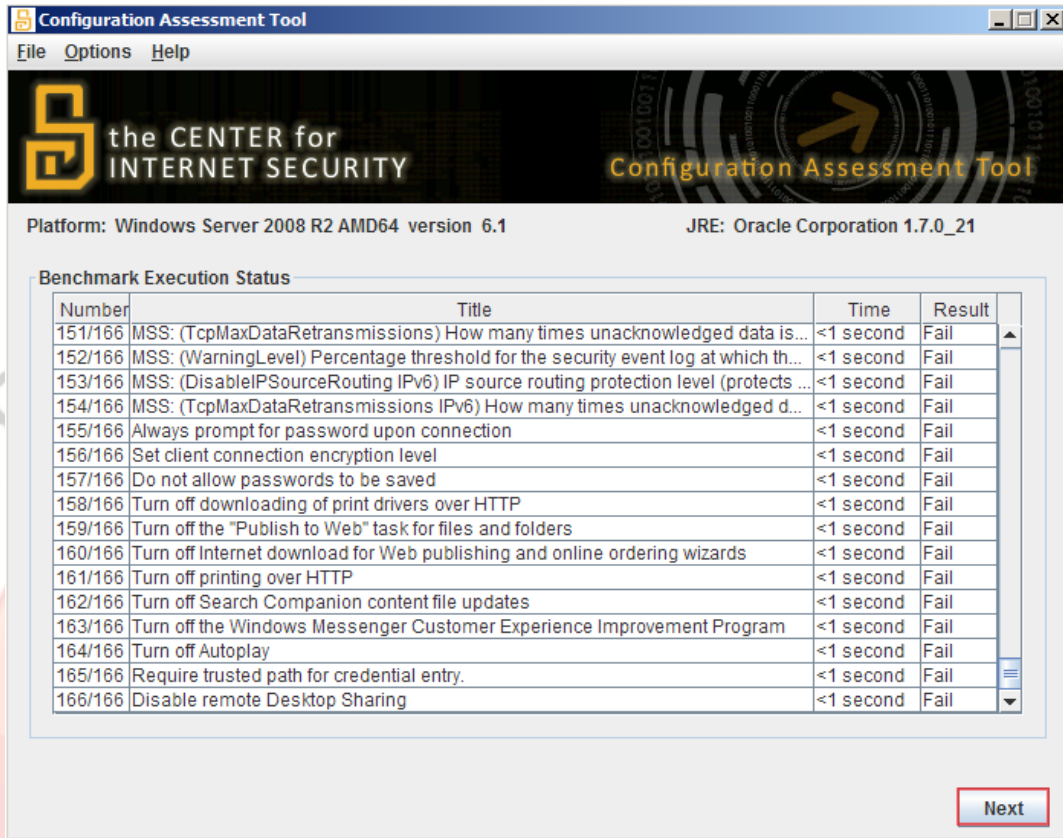 Configuration Assessment Tool
File Options Help
the CENTER for
INTERNET SECURITY
Configuration Assessment Tool
Platform: Windows Server 2008 R2 AMD64 version 6.1 JRE: Oracle Corporation 1.7.0_21
Benchmark Execution Status
Number Title Time Result
151/166 MSS: (TcpMaxDataRetransmissions) How many times unacknowledged data is... <1 second Fail
152/166 MSS: (WarningLevel) Percentage threshold for the security event log at which th... <1 second Fail
153/166 MSS: (DisableIPSourceRouting IPv6) IP source routing protection level (protects ... <1 second Fail
154/166 MSS: (TcpMaxDataRetransmissions IPv6) How many times unacknowledged d... <1 second Fail
155/166 Always prompt for password upon connection <1 second Fail
156/166 Set client connection encryption level <1 second Fail
157/166 Do not allow passwords to be saved <1 second Fail
158/166 Turn off downloading of print drivers over HTTP <1 second Fail
159/166 Turn off the "Publish to Web" task for files and folders <1 second Fail
160/166 Turn off Internet download for Web publishing and online ordering wizards <1 second Fail
161/166 Turn off printing over HTTP <1 second Fail
162/166 Turn off Search Companion content file updates <1 second Fail
163/166 Turn off the Windows Messenger Customer Experience Improvement Program <1 second Fail
164/166 Turn off Autoplay <1 second Fail
165/166 Require trusted path for credential entry. <1 second Fail
166/166 Disable remote Desktop Sharing <1 second Fail
Next